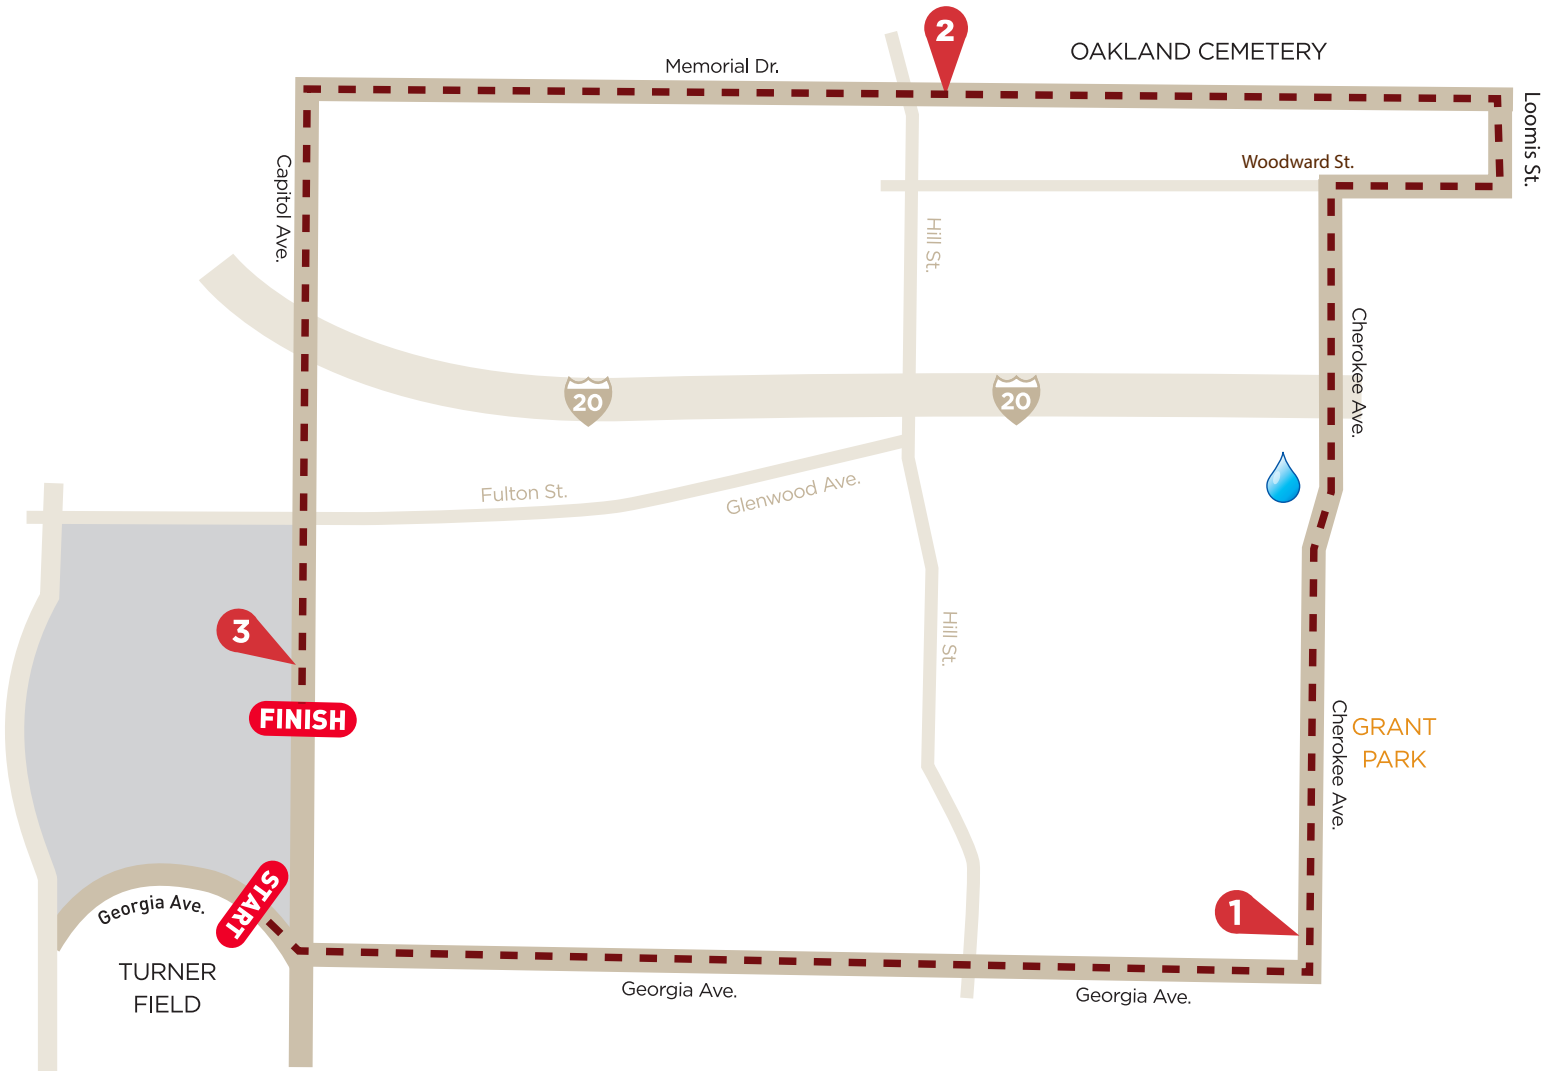 2
OAKLAND CEMETERY
Memorial Dr.
Loomis St.
Woodward St.
Capitol Ave.
Hill St.
Cherokee Ave.
20
20
Fulton St.
Glenwood Ave.
3
Hill St.
FINISH
Cherokee Ave.
GRANT
PARK
START
Georgia Ave.
1
TURNER
FIELD
Georgia Ave.
Georgia Ave.